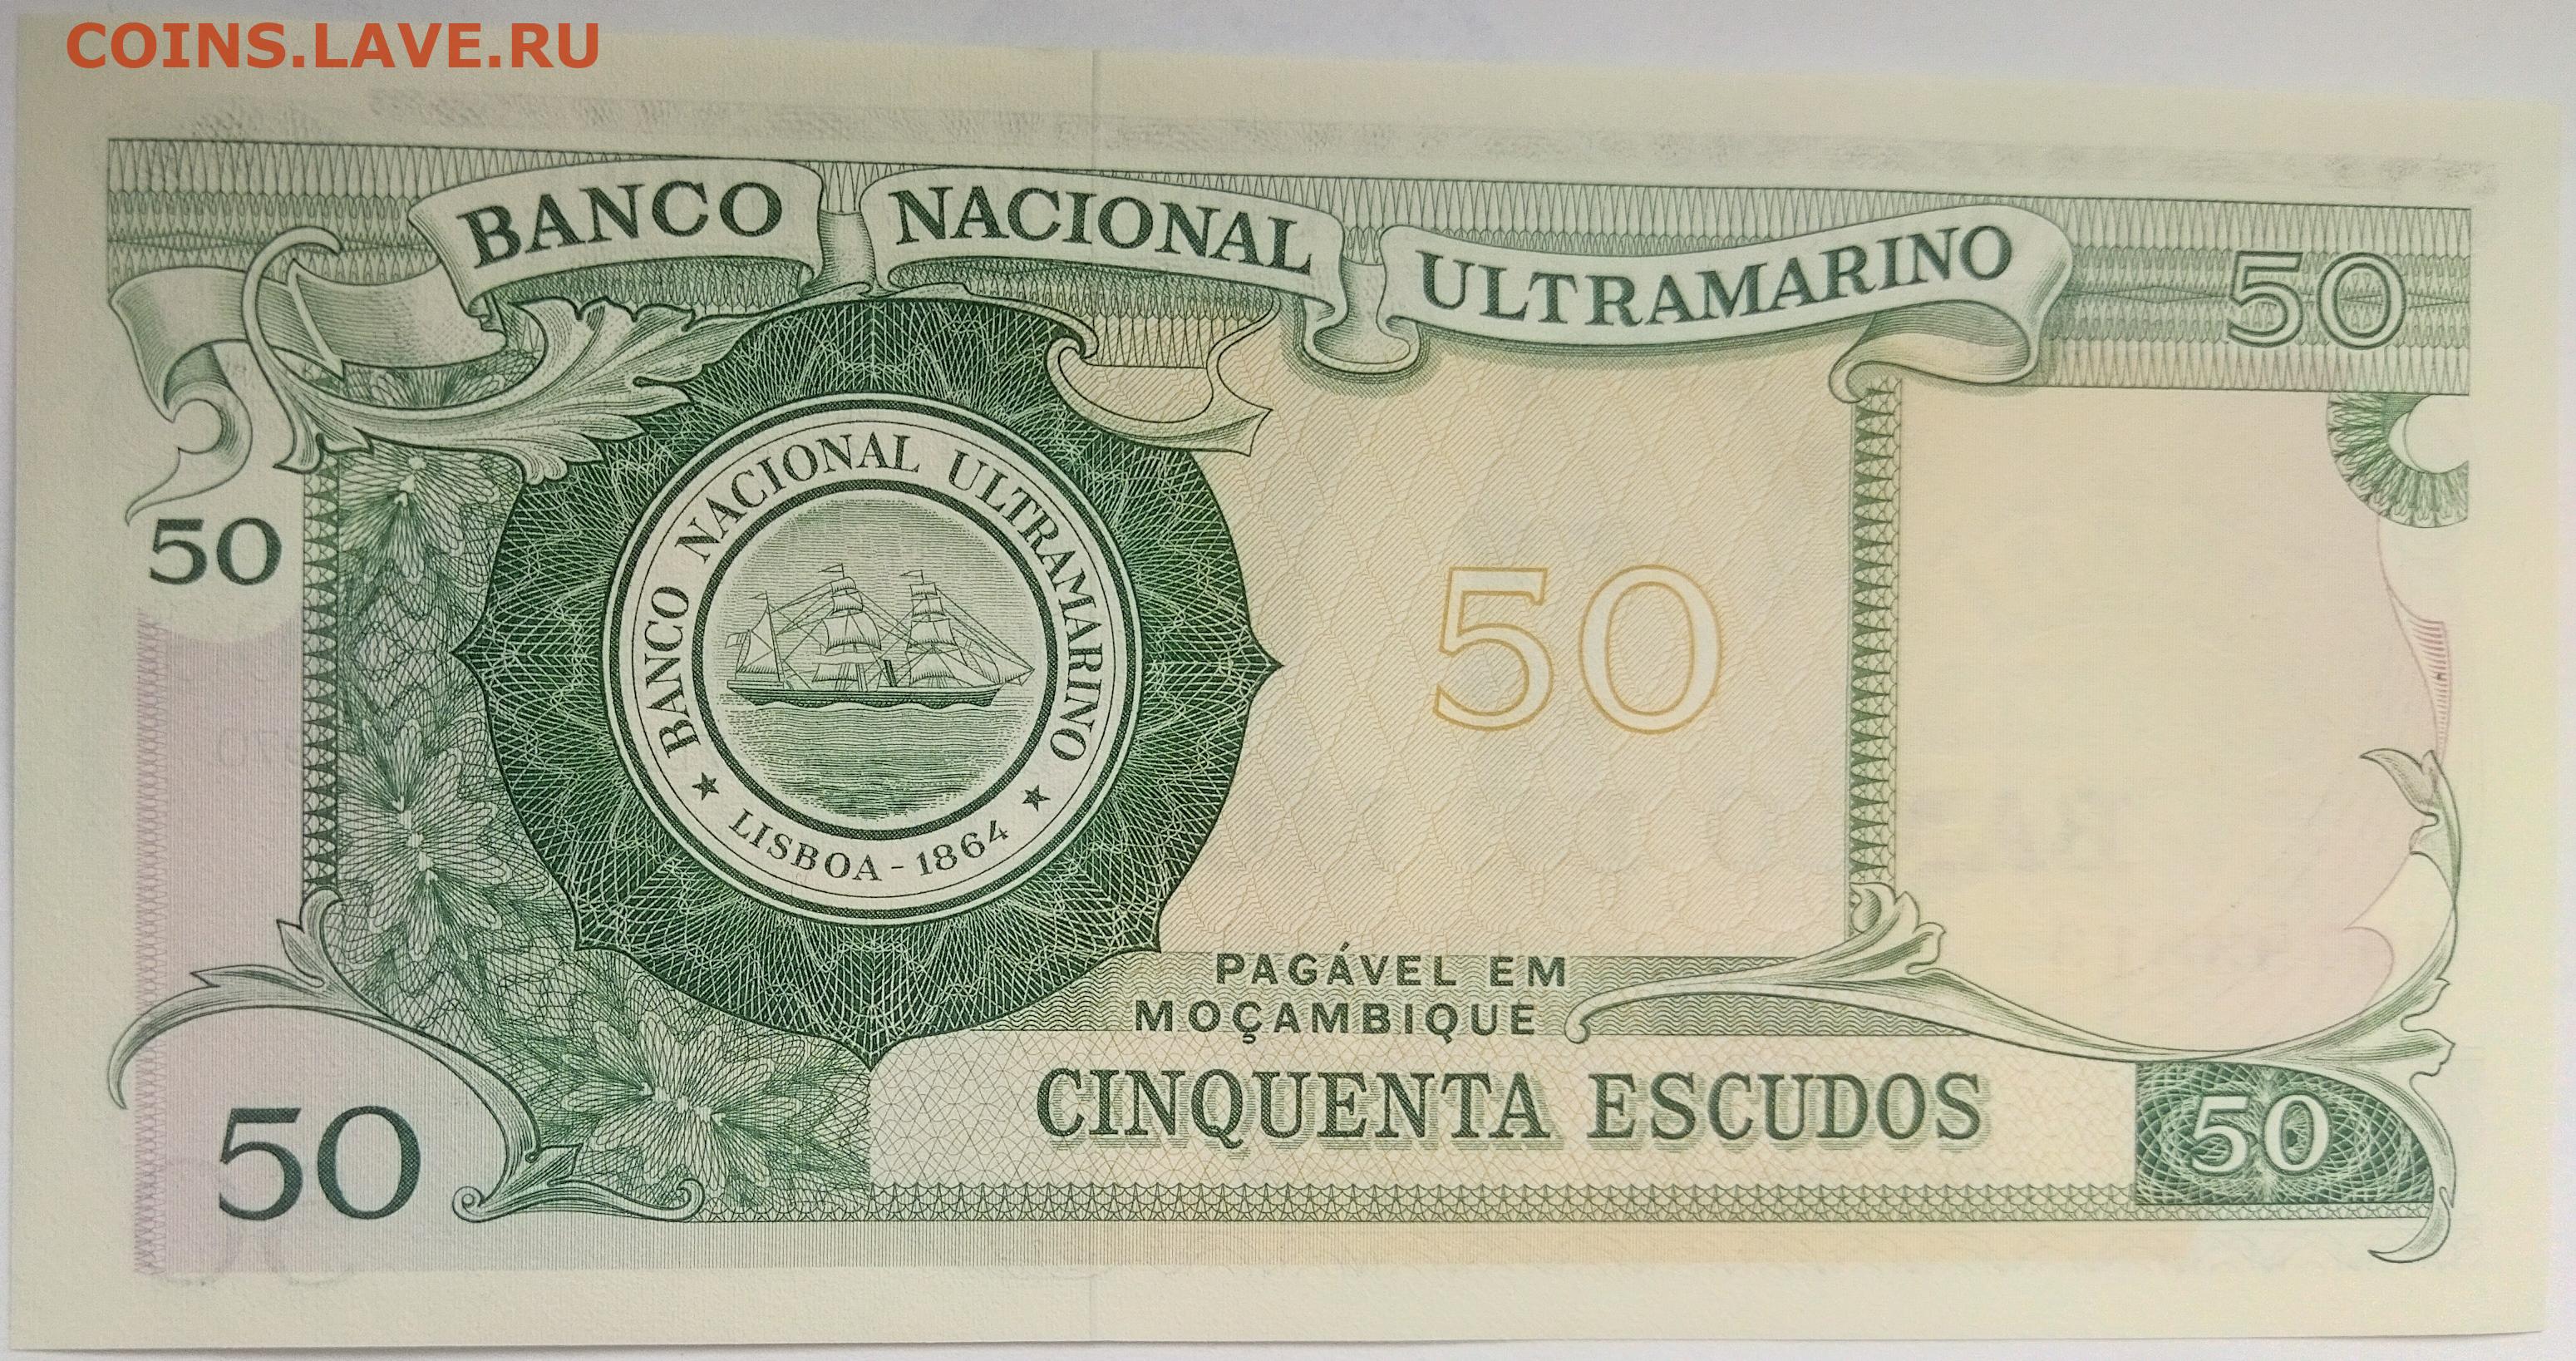 COINS.LAVE.RU
BANCO NACIONAL ULTRAMARINO
50
50
BANCO NACIONAL ULTRAMARINO
★ LISBOA - 1864 ★
50
PAGÁVEL EM
MOÇAMBIQUE
CINQUENTA ESCUDOS
50
50